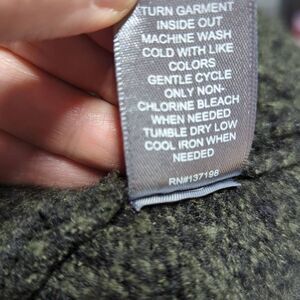 ETURN GARMENT
INSIDE OUT
MACHINE WASH
COLD WITH LIKE
COLORS
GENTLE CYCLE
ONLY NON-
CHLORINE BLEACH
WHEN NEEDED
TUMBLE DRY LOW
COOL IRON WHEN
NEEDED
RN#137198